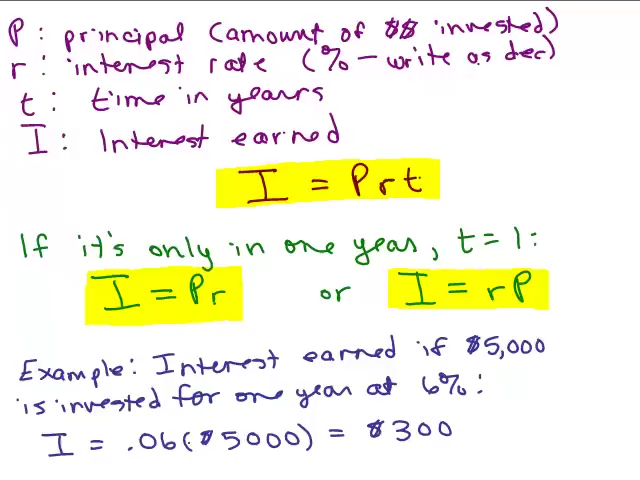 P: principal (amount of $$ invested)
r: interest rate (% - write as dec)
t: time in years
I: Interest earned
I = Prt
If it's only in one year, t = 1:
I = Pr or I = rP
Example: Interest earned if $5,000
is invested for one year at 6%:
I = .06($5000) = $300